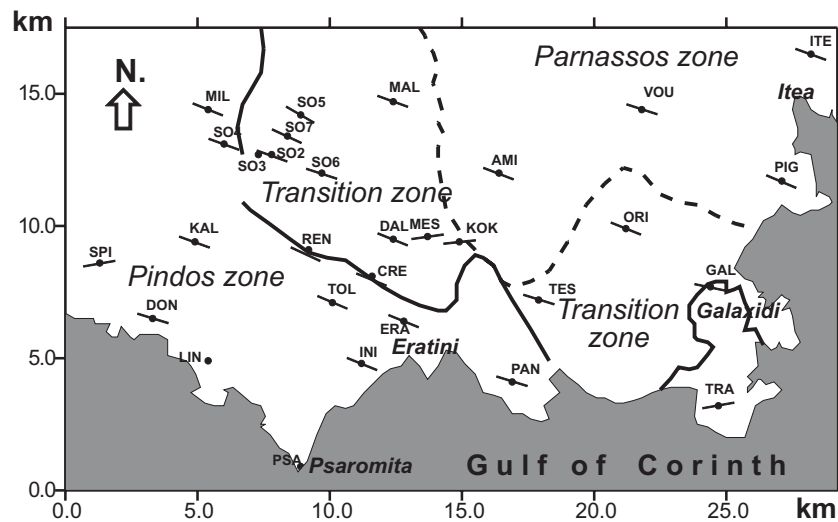 km
ITE
Parnassos zone
N.
MIL
SO5
MAL
VOU
Itea
15.0
SO4
SO7
SO3
SO2
SO6
AMI
PIG
Transition zone
10.0
KAL
REN
DAL
MES
KOK
ORI
SPI
Pindos zone
CRE
GAL
DON
TOL
TES
Transition
zone
Galaxidi
ERA
Eratini
5.0
LIN
INI
PAN
TRA
PSA
Psaromita
Gulf of Corinth
0.0
0.0
5.0
10.0
15.0
20.0
25.0
km